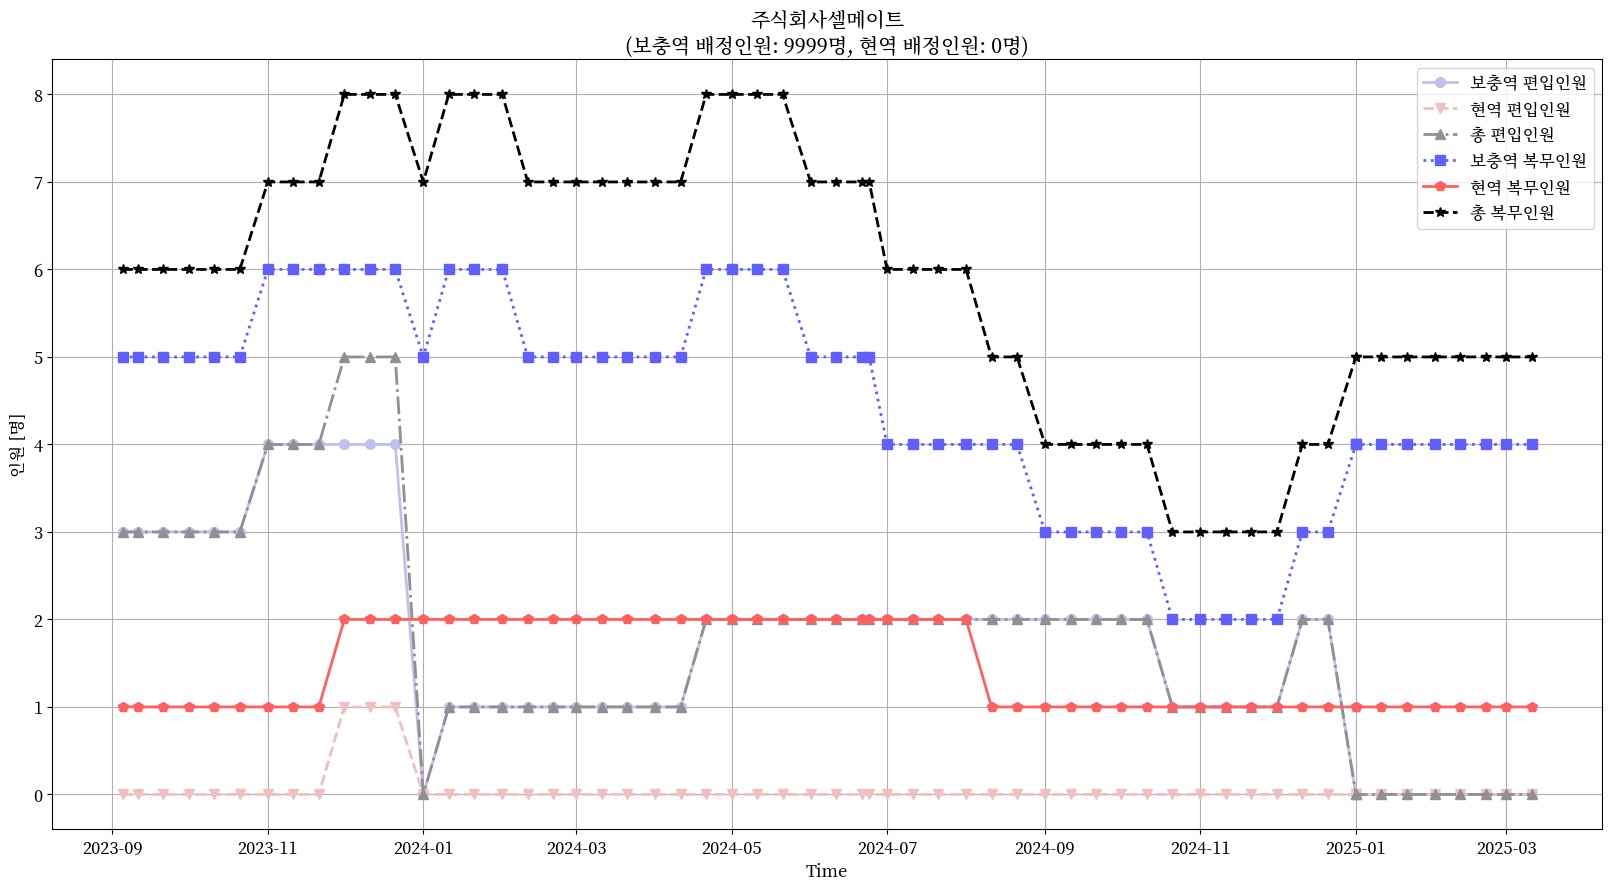 주식회사셀메이트
(보충역 배정인원: 9999명, 현역 배정인원: 0명)
보충역 편입인원
현역 편입인원
총 편입인원
보충역 복무인원
현역 복무인원
총 복무인원
인원 [명]
8
7
6
5
4
3
2
1
0
2023-09
2023-11
2024-01
2024-03
2024-05
2024-07
2024-09
2024-11
2025-01
2025-03
Time